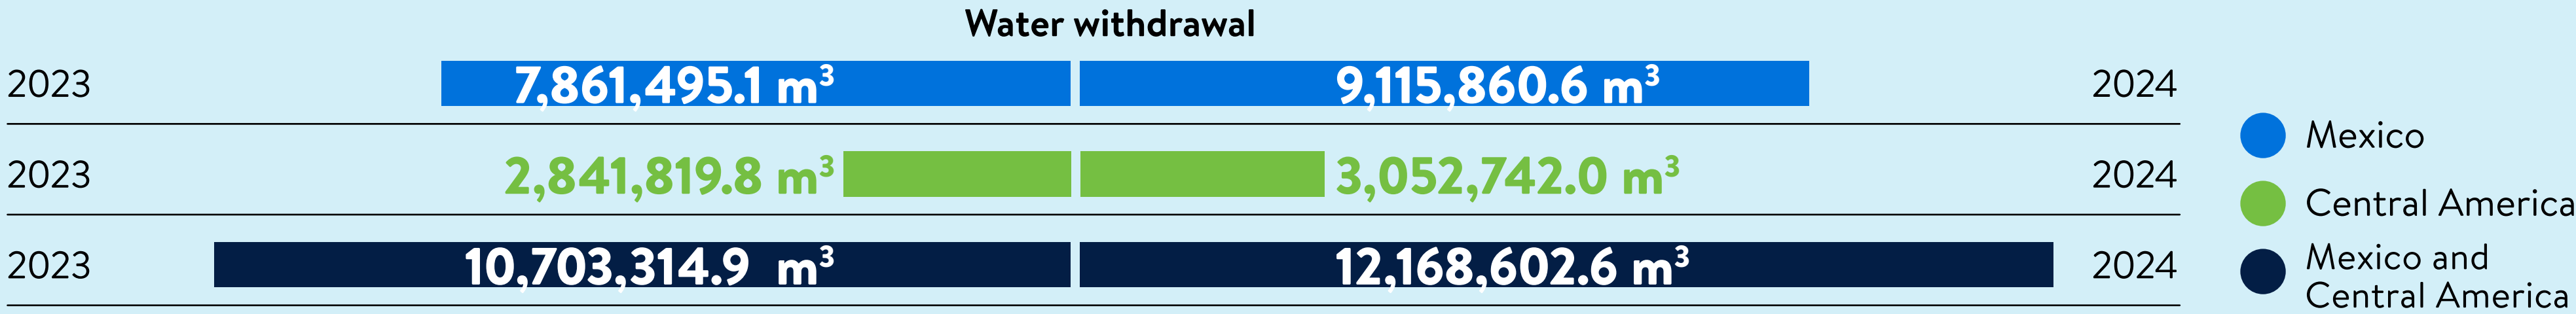 Water withdrawal
2023 7,861,495.1 m³ 9,115,860.6 m³ 2024
2023 2,841,819.8 m³ 3,052,742.0 m³ 2024
2023 10,703,314.9 m³ 12,168,602.6 m³ 2024
Mexico
Central America
Mexico and
Central America